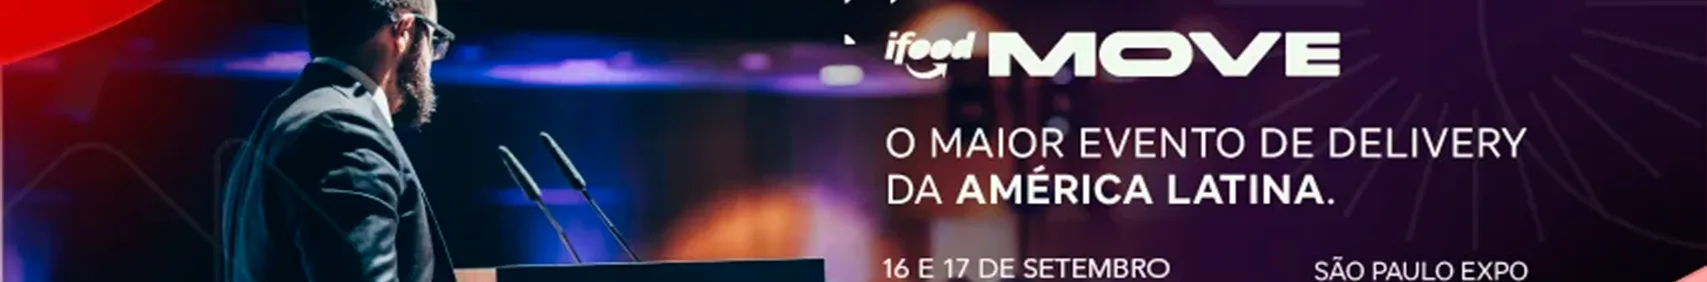 ifood MOVE
O MAIOR EVENTO DE DELIVERY
DA AMÉRICA LATINA.
16 E 17 DE SETEMBRO
SÃO PAULO EXPO